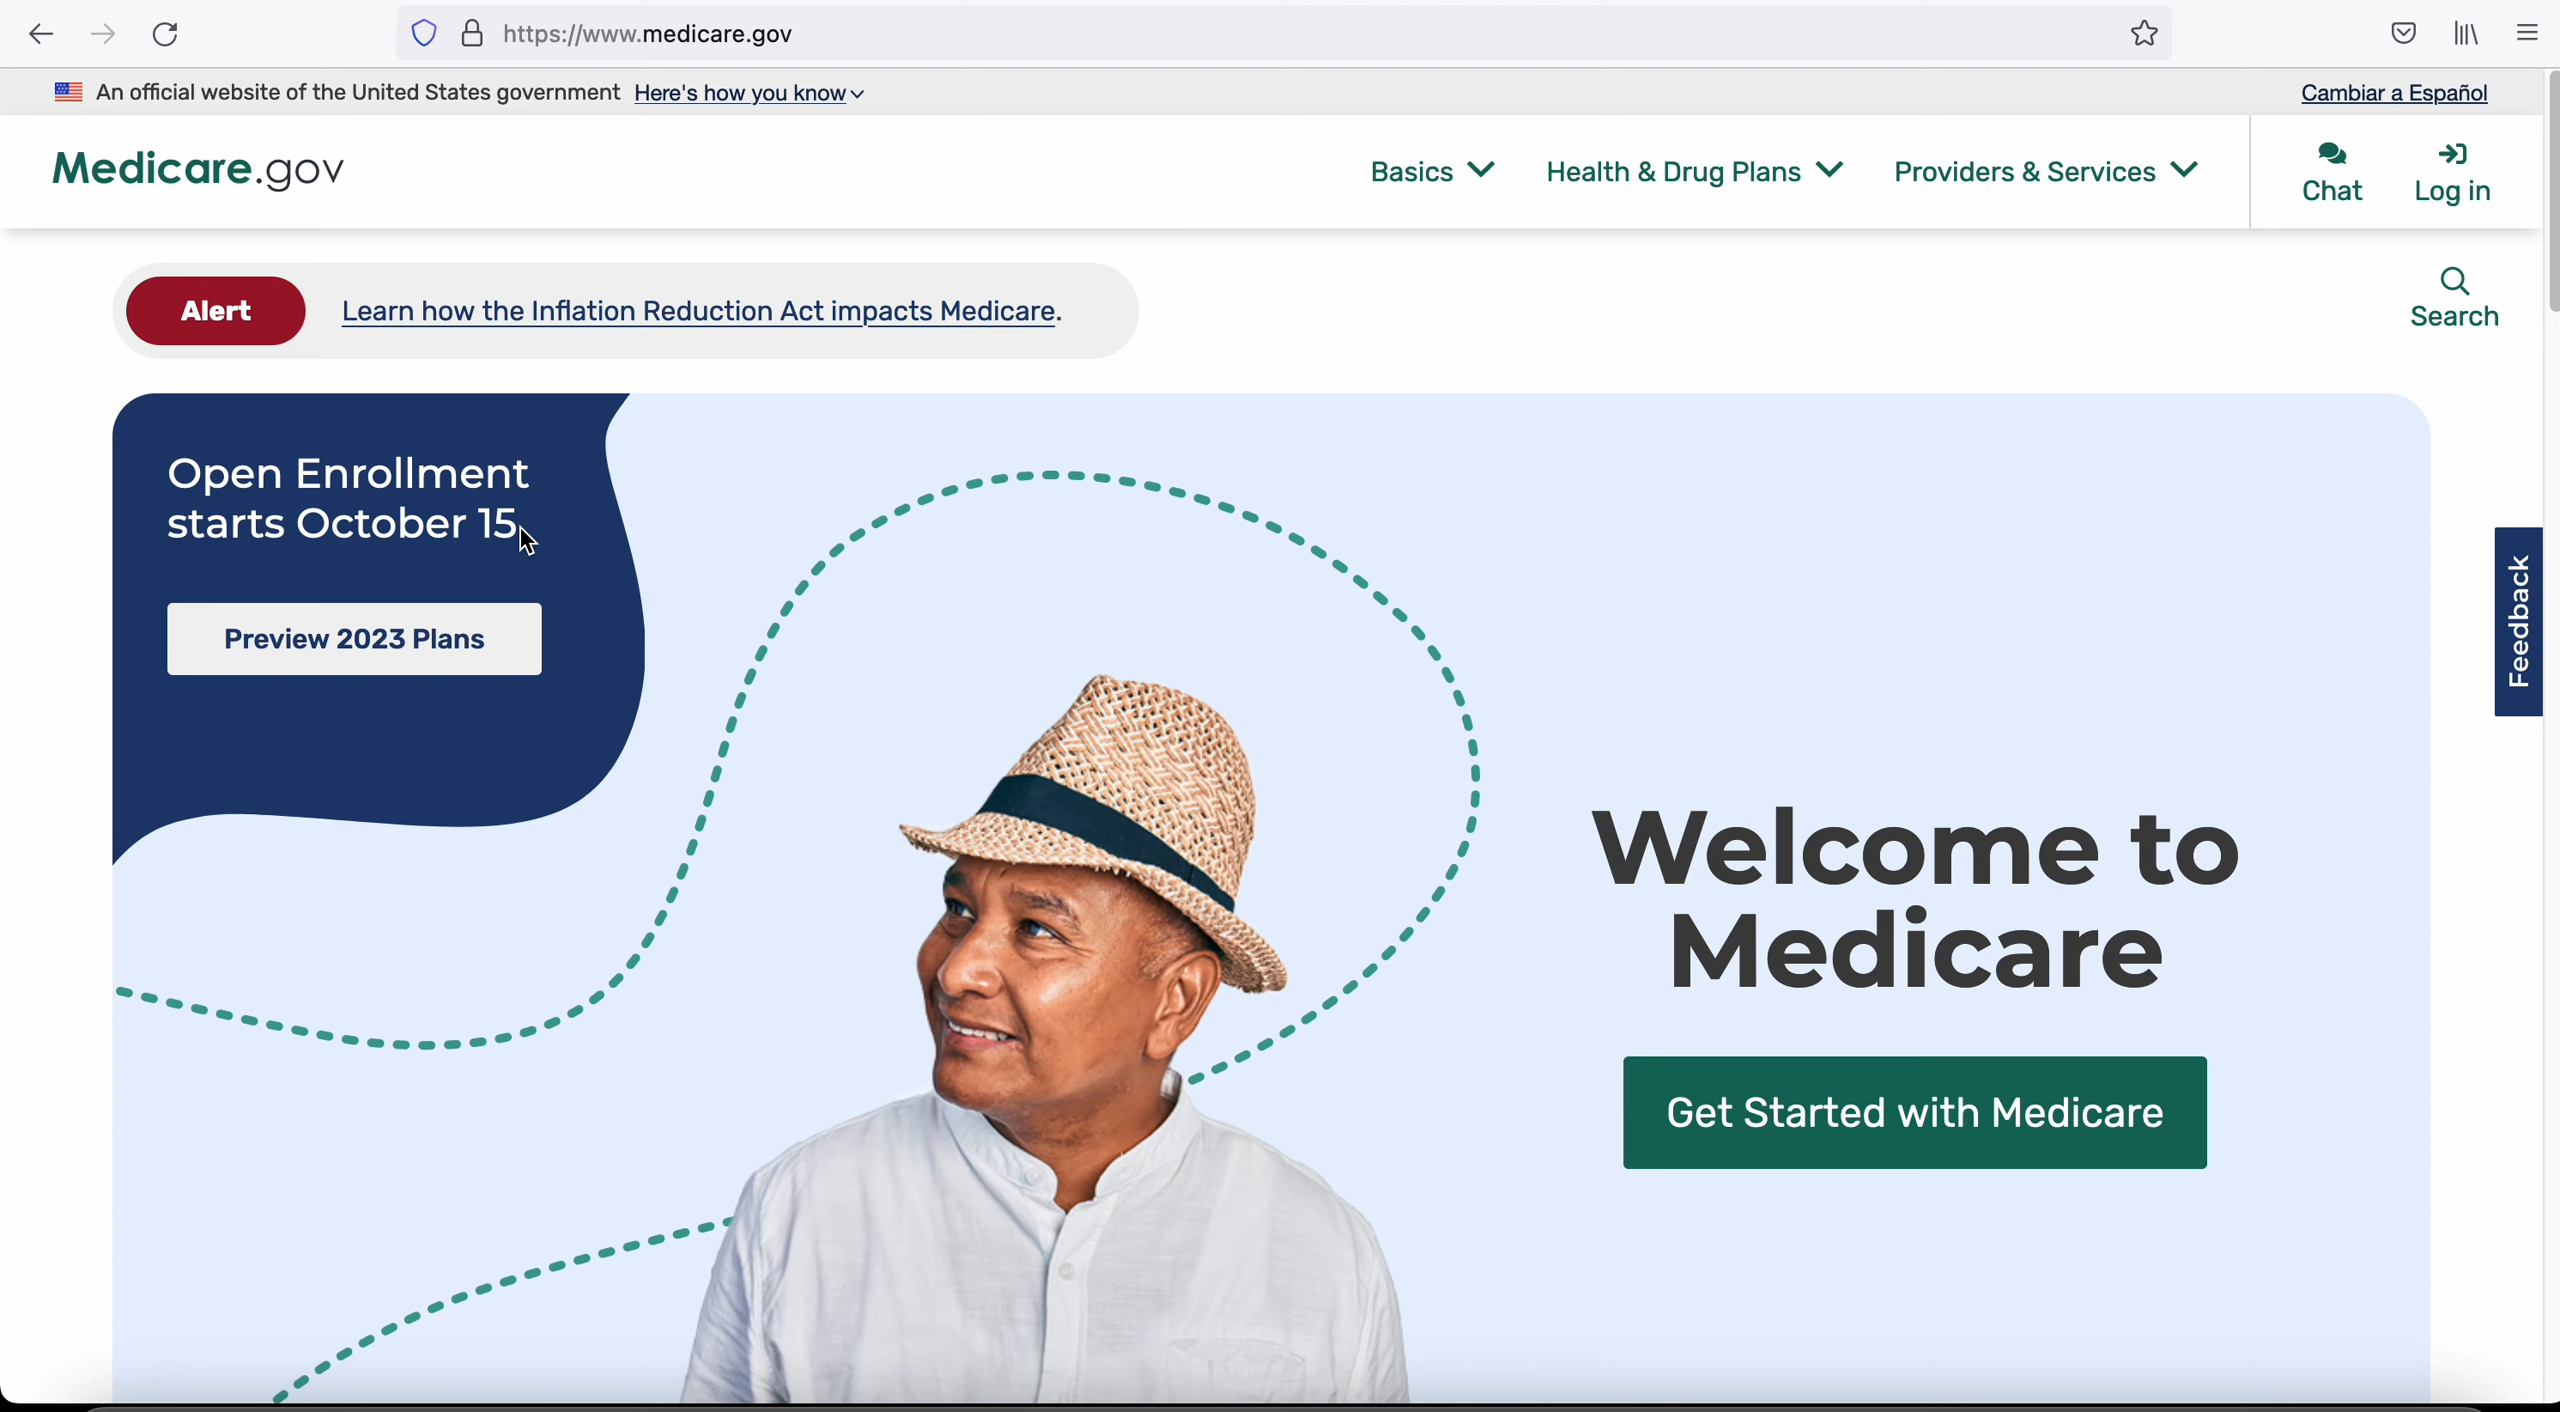 https://www.medicare.gov
An official website of the United States government Here's how you know
Cambiar a Español
Medicare.gov
Basics
Health & Drug Plans
Providers & Services
Chat
Log in
Alert
Learn how the Inflation Reduction Act impacts Medicare.
Search
Open Enrollment
starts October 15
Preview 2023 Plans
Feedback
Welcome to
Medicare
Get Started with Medicare